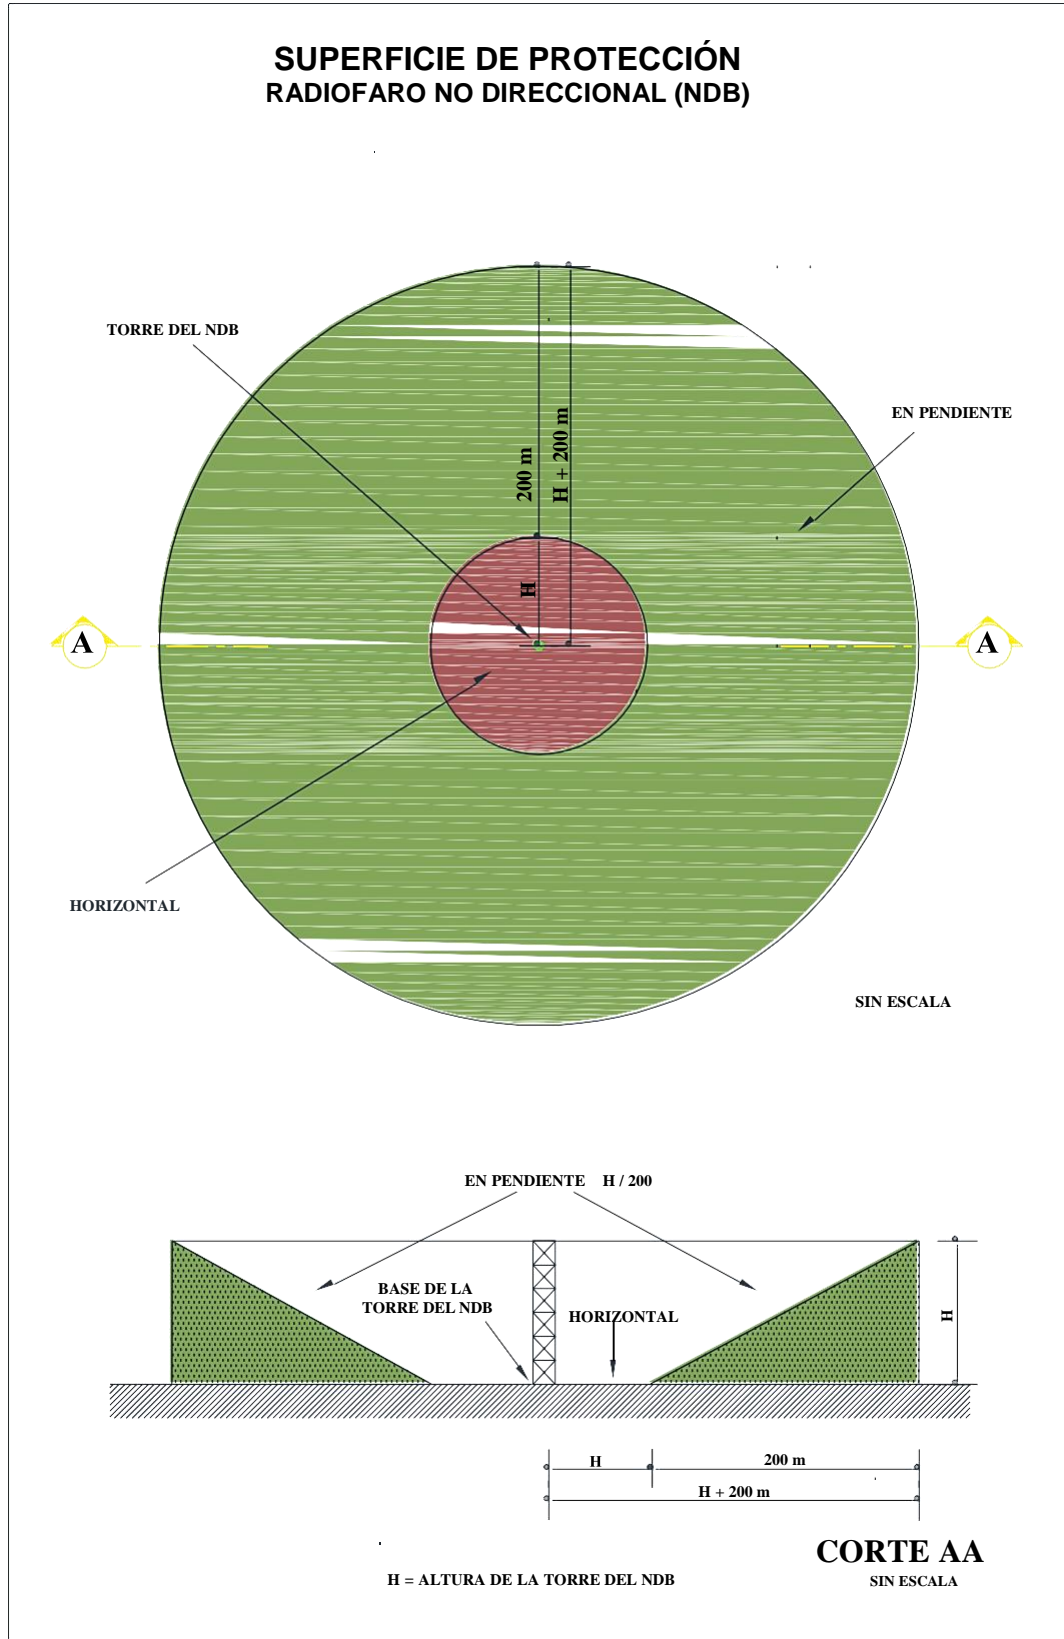 SUPERFICIE DE PROTECCIÓN
RADIOFARO NO DIRECCIONAL (NDB)
TORRE DEL NDB
EN PENDIENTE
200 m
H + 200 m
H
A
A
HORIZONTAL
SIN ESCALA
EN PENDIENTE H / 200
BASE DE LA
TORRE DEL NDB
HORIZONTAL
H
H
200 m
H + 200 m
CORTE AA
H = ALTURA DE LA TORRE DEL NDB
SIN ESCALA